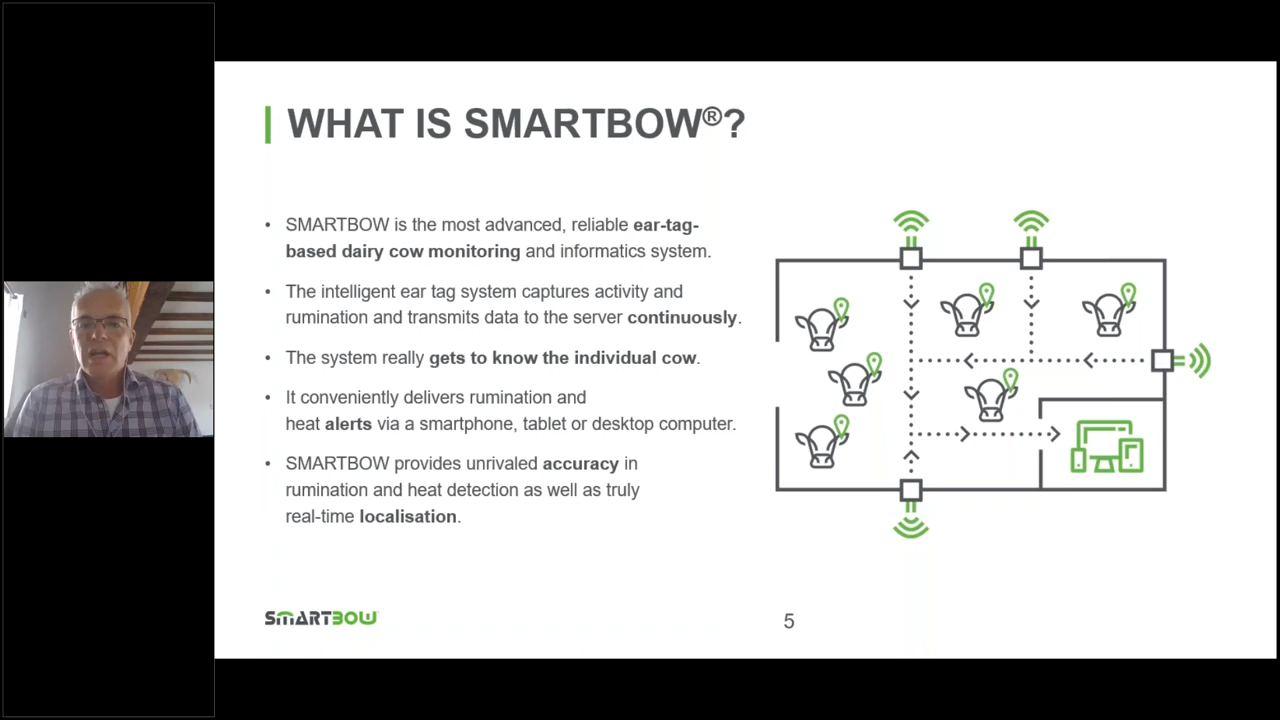 WHAT IS SMARTBOW®?
• SMARTBOW is the most advanced, reliable ear-tag-
based dairy cow monitoring and informatics system.
• The intelligent ear tag system captures activity and
rumination and transmits data to the server continuously.
• The system really gets to know the individual cow.
• It conveniently delivers rumination and
heat alerts via a smartphone, tablet or desktop computer.
• SMARTBOW provides unrivaled accuracy in
rumination and heat detection as well as truly
real-time localisation.
SMARTBOW
5